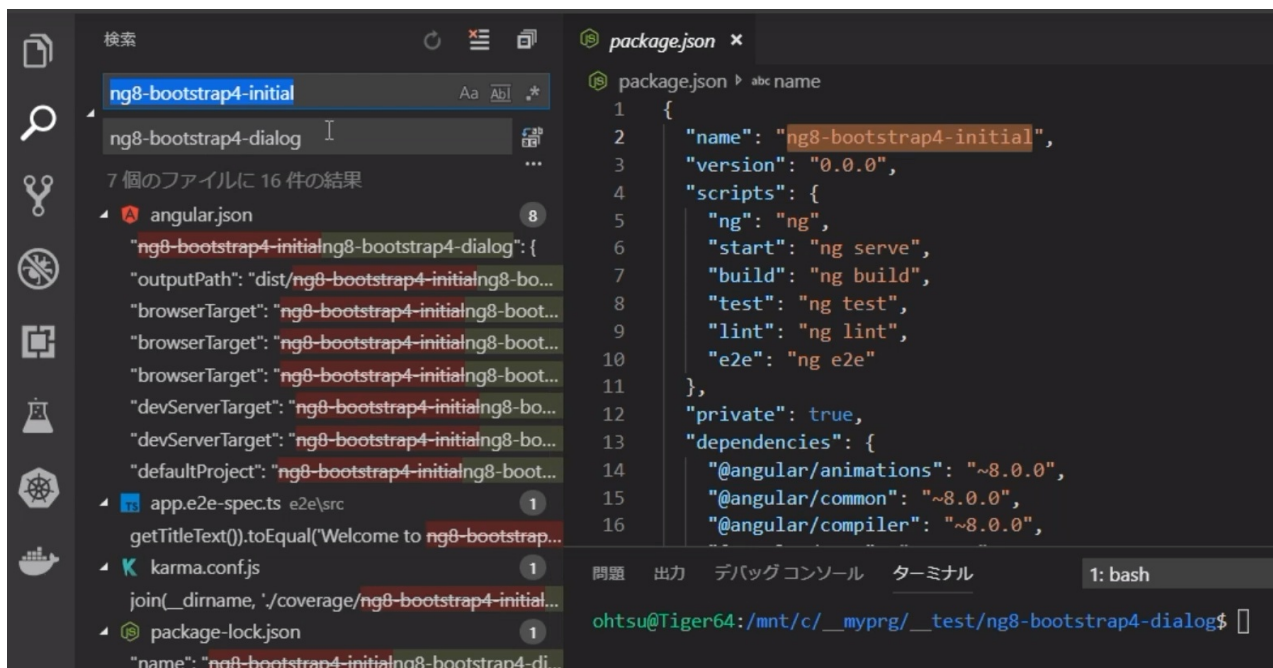 検索
ng8-bootstrap4-initial
Aa Abl .*
ng8-bootstrap4-dialog
...
7 個のファイルに 16 件の結果
angular.json 8
"ng8-bootstrap4-initialng8-bootstrap4-dialog": {
"outputPath": "dist/ng8-bootstrap4-initialng8-bo...
"browserTarget": "ng8-bootstrap4-initialng8-boot...
"browserTarget": "ng8-bootstrap4-initialng8-boot...
"browserTarget": "ng8-bootstrap4-initialng8-boot...
"devServerTarget": "ng8-bootstrap4-initialng8-bo...
"devServerTarget": "ng8-bootstrap4-initialng8-bo...
"defaultProject": "ng8-bootstrap4-initialng8-boot...
TS app.e2e-spec.ts e2e\src 1
getTitleText()).toEqual('Welcome to ng8-bootstrap...
karma.conf.js 1
join(__dirname, './coverage/ng8-bootstrap4-initial...
package-lock.json 1
"name": "ng8-bootstrap4-initialng8-bootstrap4-di...
package.json ×
package.json abc name
1 {
2 "name": "ng8-bootstrap4-initial",
3 "version": "0.0.0",
4 "scripts": {
5 "ng": "ng",
6 "start": "ng serve",
7 "build": "ng build",
8 "test": "ng test",
9 "lint": "ng lint",
10 "e2e": "ng e2e"
11 },
12 "private": true,
13 "dependencies": {
14 "@angular/animations": "~8.0.0",
15 "@angular/common": "~8.0.0",
16 "@angular/compiler": "~8.0.0",
問題 出力 デバッグ コンソール ターミナル 1: bash
ohtsu@Tiger64:/mnt/c/__myprg/__test/ng8-bootstrap4-dialog$